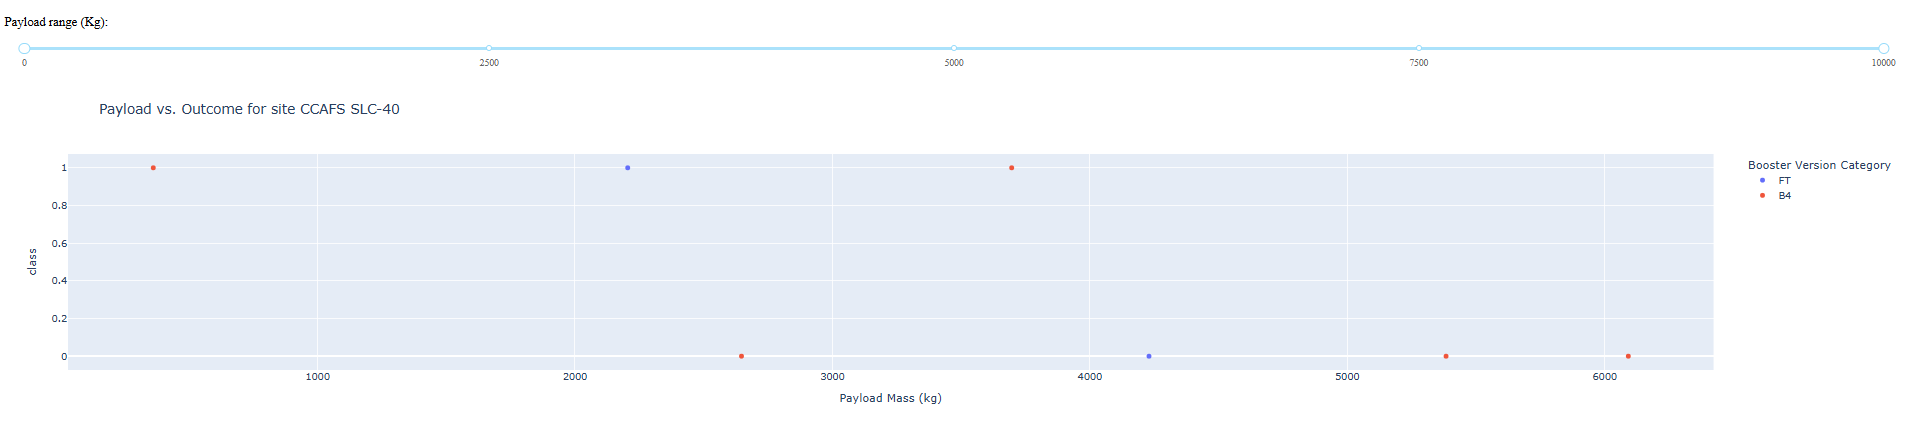 Payload range (Kg):
0 2500 5000 7500 10000
Payload vs. Outcome for site CCAFS SLC-40
Booster Version Category
FT
B4
1
0.8
0.6
0.4
0.2
0
class
1000 2000 3000 4000 5000 6000
Payload Mass (kg)